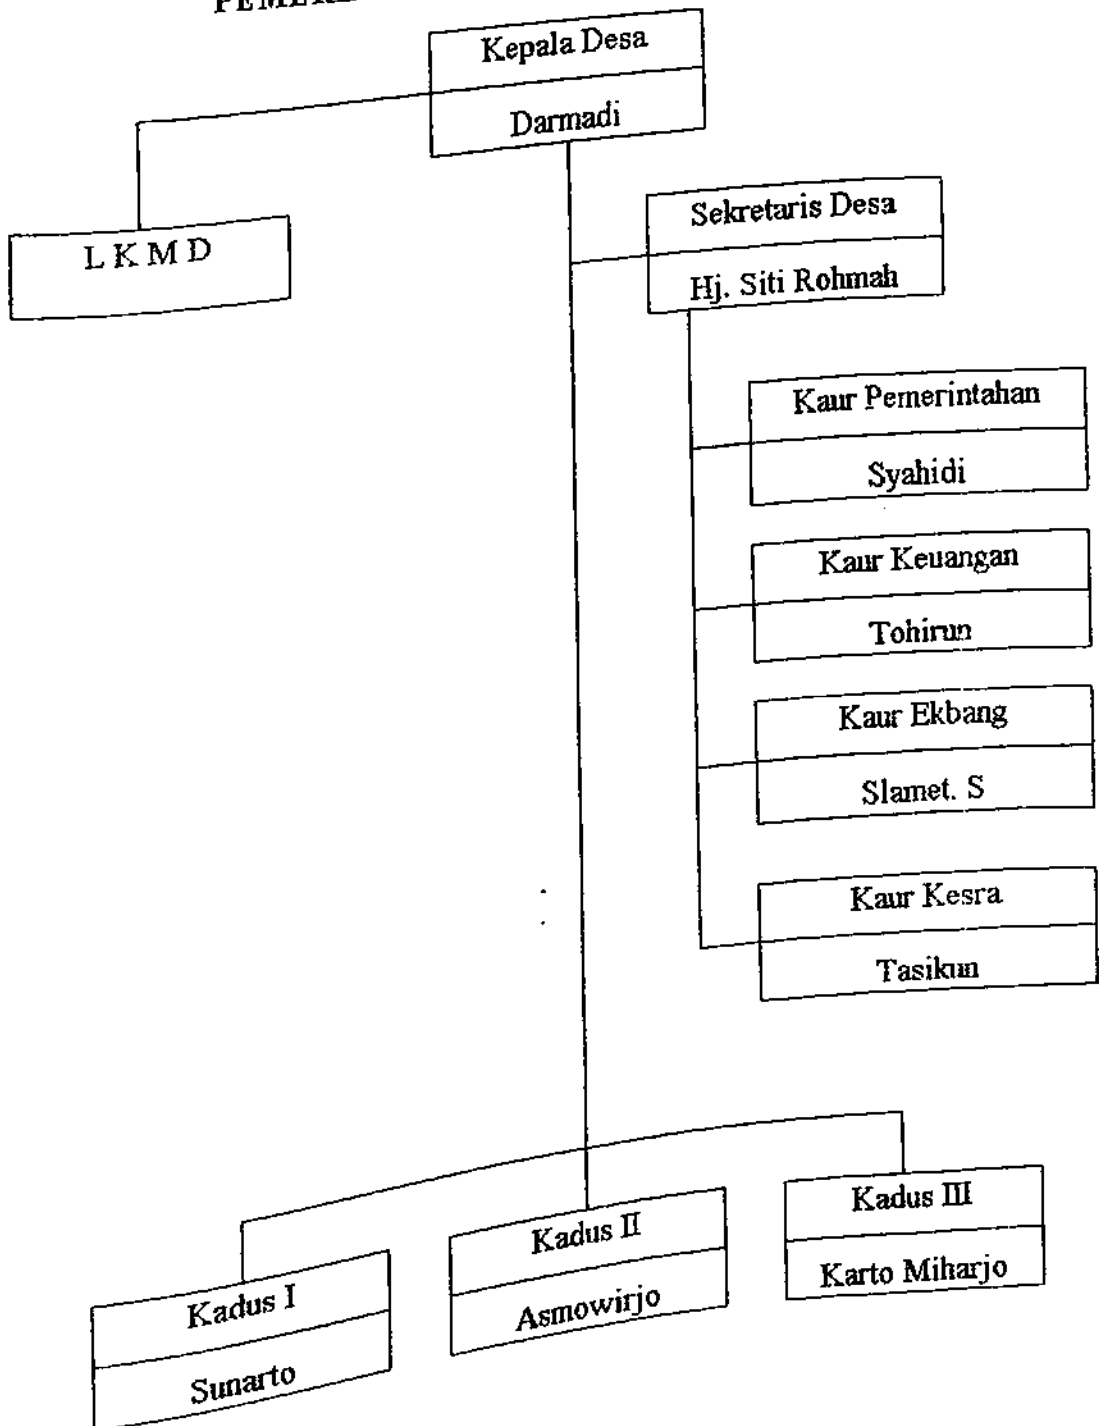 Kepala Desa
Darmadi
L K M D
Sekretaris Desa
Hj. Siti Rohmah
Kaur Pemerintahan
Syahidi
Kaur Keuangan
Tohirun
Kaur Ekbang
Slamet. S
Kaur Kesra
Tasikun
Kadus I
Sunarto
Kadus II
Asmowirjo
Kadus III
Karto Miharjo